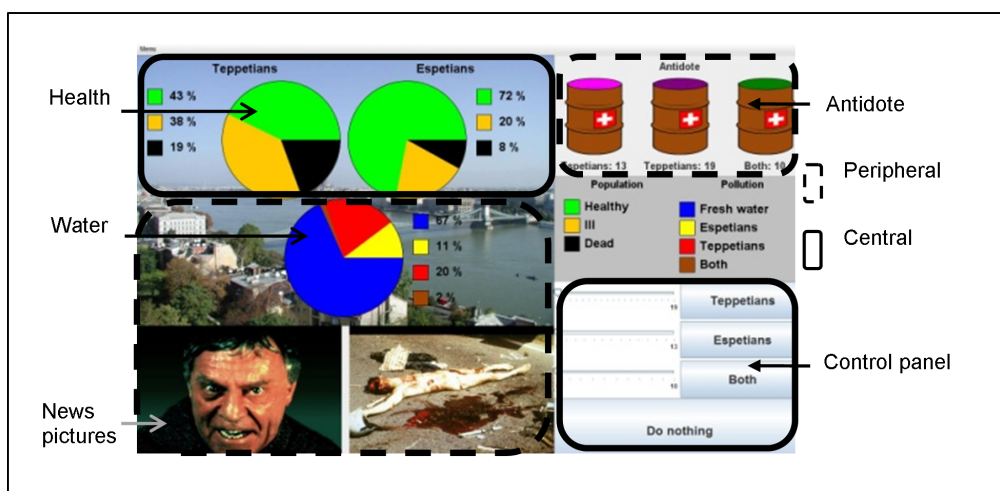 Menu
Teppetians
Espetians
43 %
38 %
19 %
72 %
20 %
8 %
Antidote
Espetians: 13
Teppetians: 19
Both: 10
Health
Antidote
Peripheral
Central
Population
Pollution
Healthy
Ill
Dead
Fresh water
Espetians
Teppetians
Both
Water
67 %
11 %
20 %
2 %
19
Teppetians
13
Espetians
10
Both
Do nothing
Control panel
News
pictures